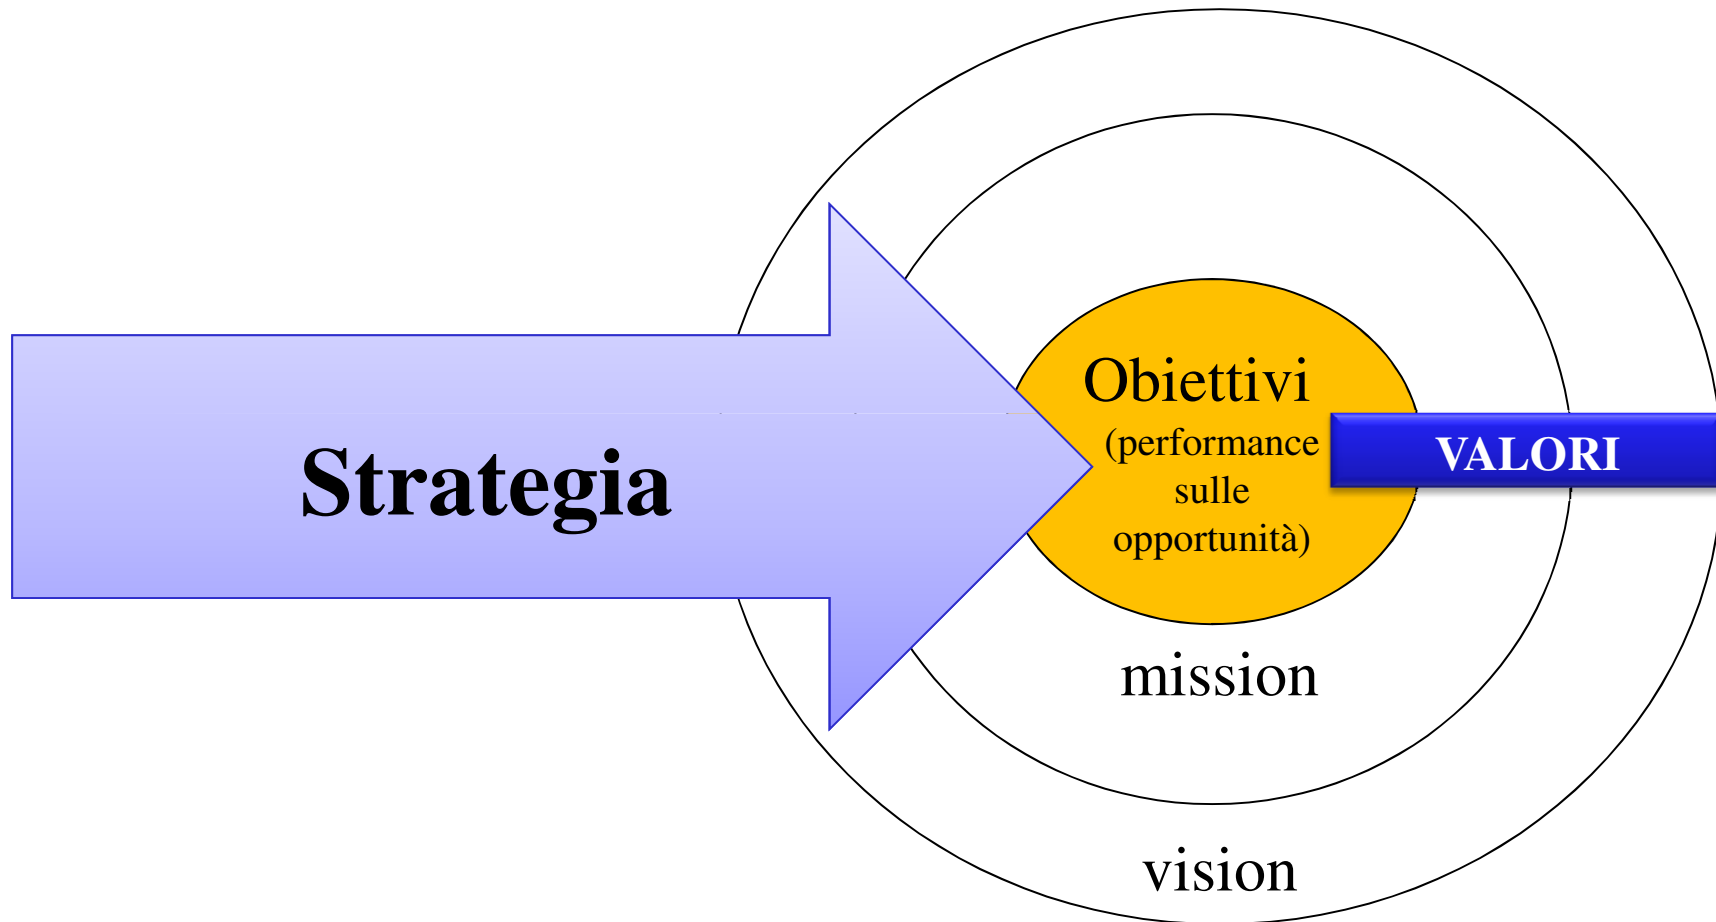 Strategia
Obiettivi
(performance
sulle
opportunità)
VALORI
mission
vision